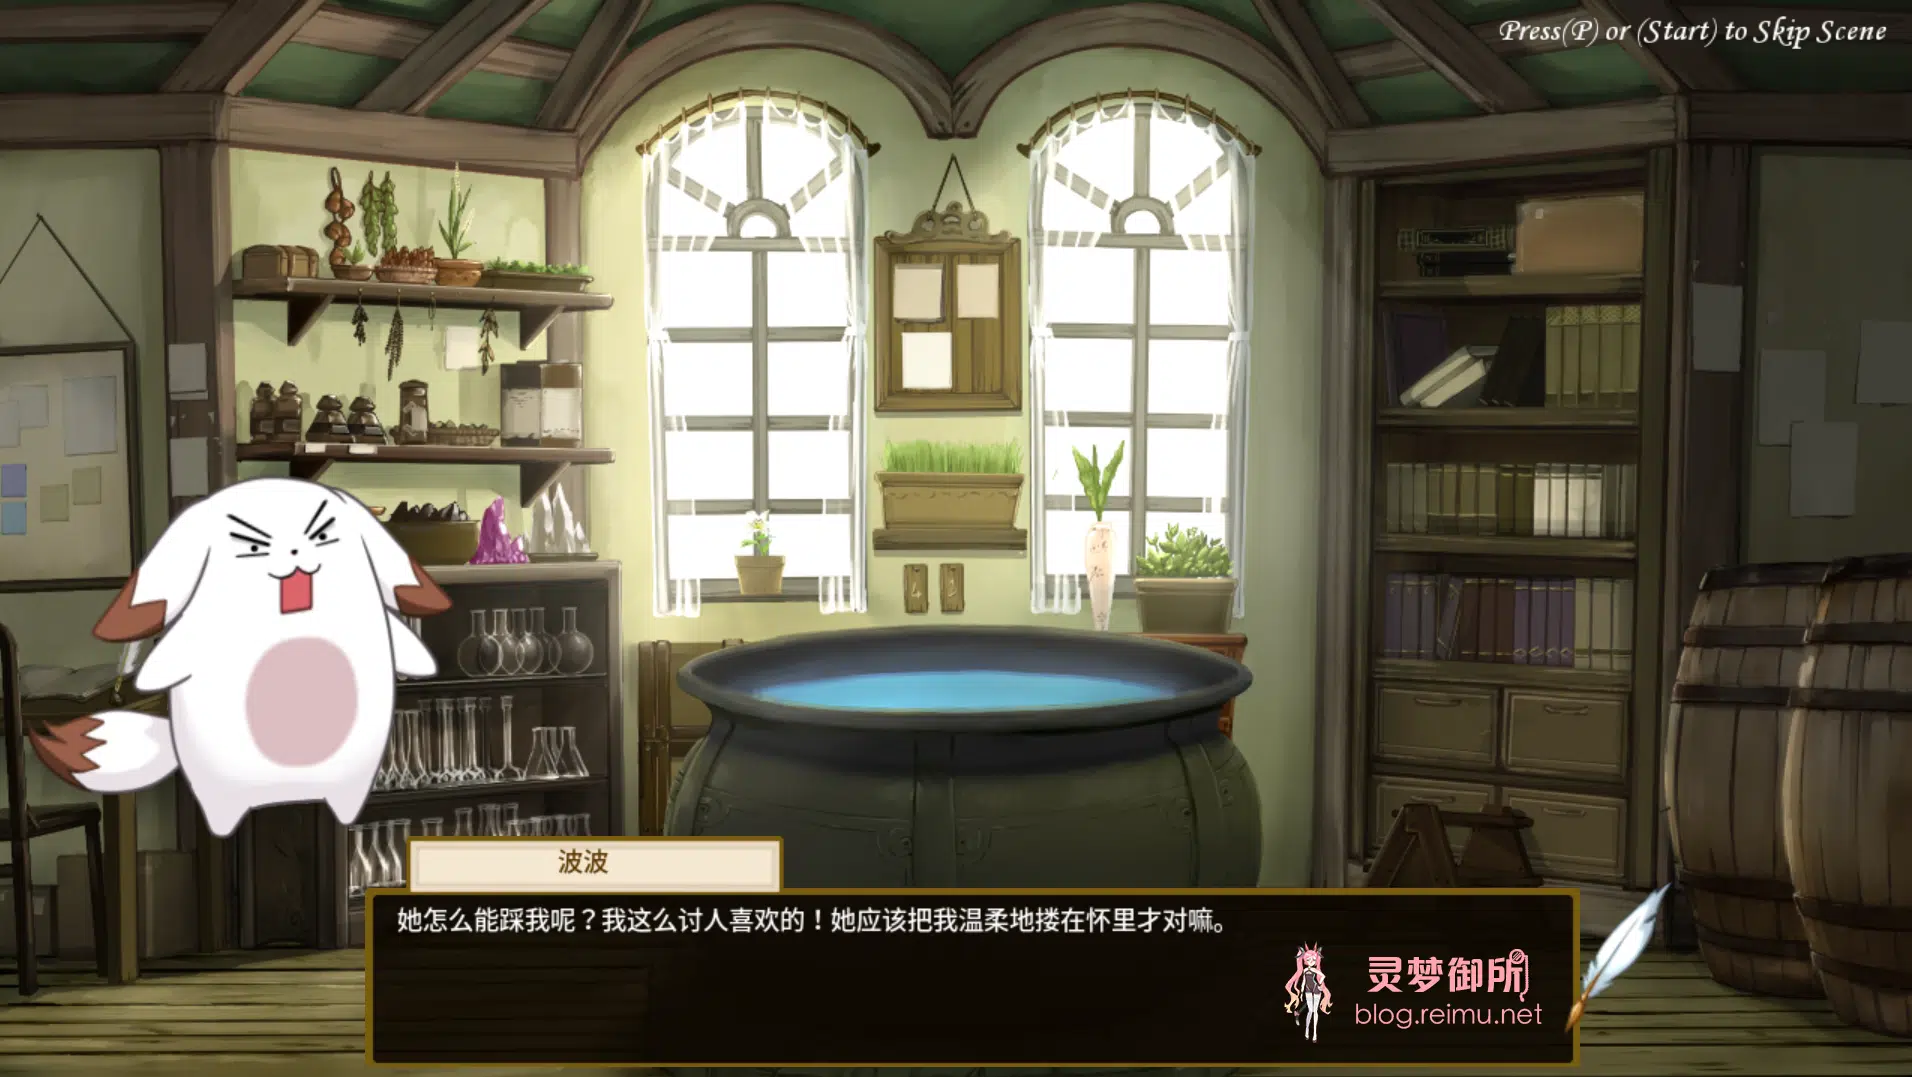 Press(P) or (Start) to Skip Scene
波波
她怎么能踩我呢？我这么讨人喜欢的！她应该把我温柔地搂在怀里才对嘛。
灵梦御所
blog.reimu.net